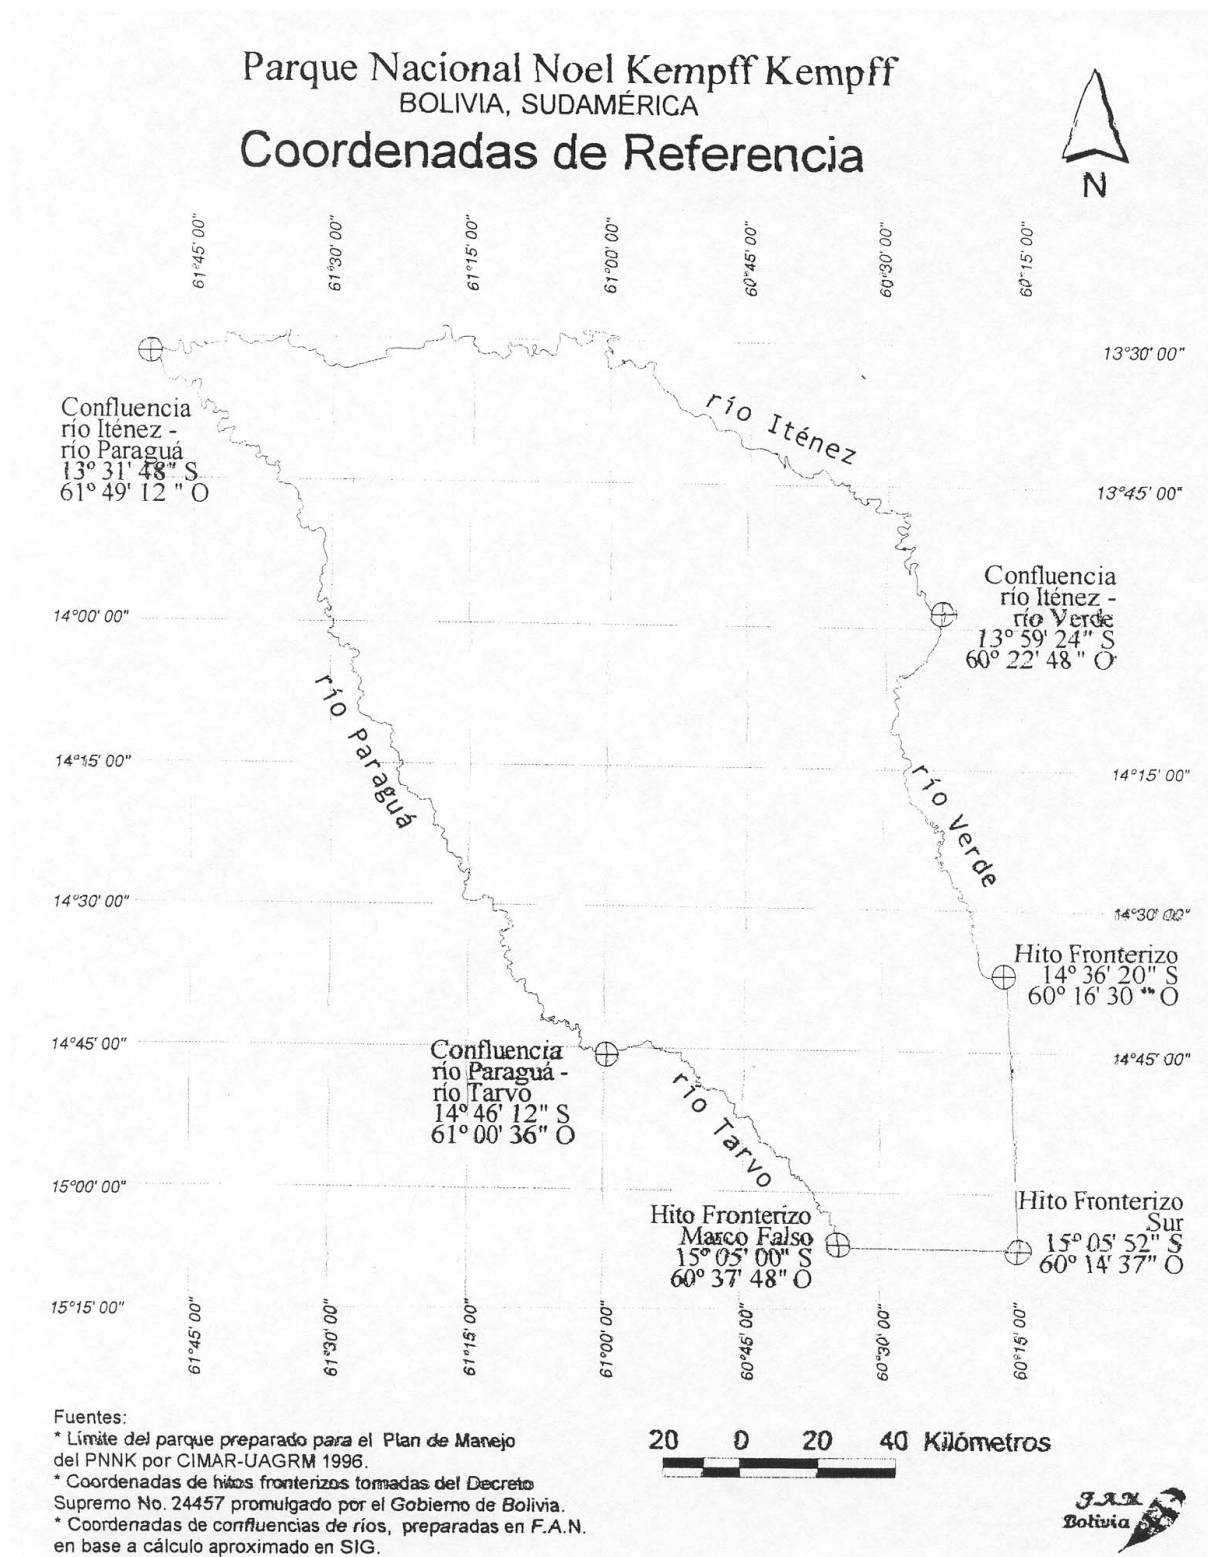 Parque Nacional Noel Kempff Kempff
BOLIVIA, SUDAMÉRICA
Coordenadas de Referencia
N
61°45' 00"
61°30' 00"
61°15' 00"
61°00' 00"
60°45' 00"
60°30' 00"
60°15' 00"
13°30' 00"
Confluencia
río Iténez -
río Paraguá
13° 31' 48" S
61° 49' 12 " O
río Iténez
13°45' 00"
Confluencia
río Iténez -
río Verde
13° 59' 24" S
60° 22' 48 " O
14°00' 00"
río Paraguá
14°15' 00"
14°15' 00"
río Verde
14°30' 00"
14°30' 00"
Hito Fronterizo
14° 36' 20" S
60° 16' 30 " O
14°45' 00"
14°45' 00"
Confluencia
río Paraguá -
río Tarvo
14° 46' 12" S
61° 00' 36" O
río Tarvo
15°00' 00"
Hito Fronterizo
Marco Falso
15° 05' 00" S
60° 37' 48" O
Hito Fronterizo
Sur
15° 05' 52" S
60° 14' 37" O
15°15' 00"
61°45' 00"
61°30' 00"
61°15' 00"
61°00' 00"
60°45' 00"
60°30' 00"
60°15' 00"
Fuentes:
* Límite del parque preparado para el Plan de Manejo
del PNNK por CIMAR-UAGRM 1996.
* Coordenadas de hitos fronterizos tomadas del Decreto
Supremo No. 24457 promulgado por el Gobierno de Bolivia.
* Coordenadas de confluencias de ríos, preparadas en F.A.N.
en base a cálculo aproximado en SIG.
20 0 20 40 Kilómetros
F.A.N.
Bolivia